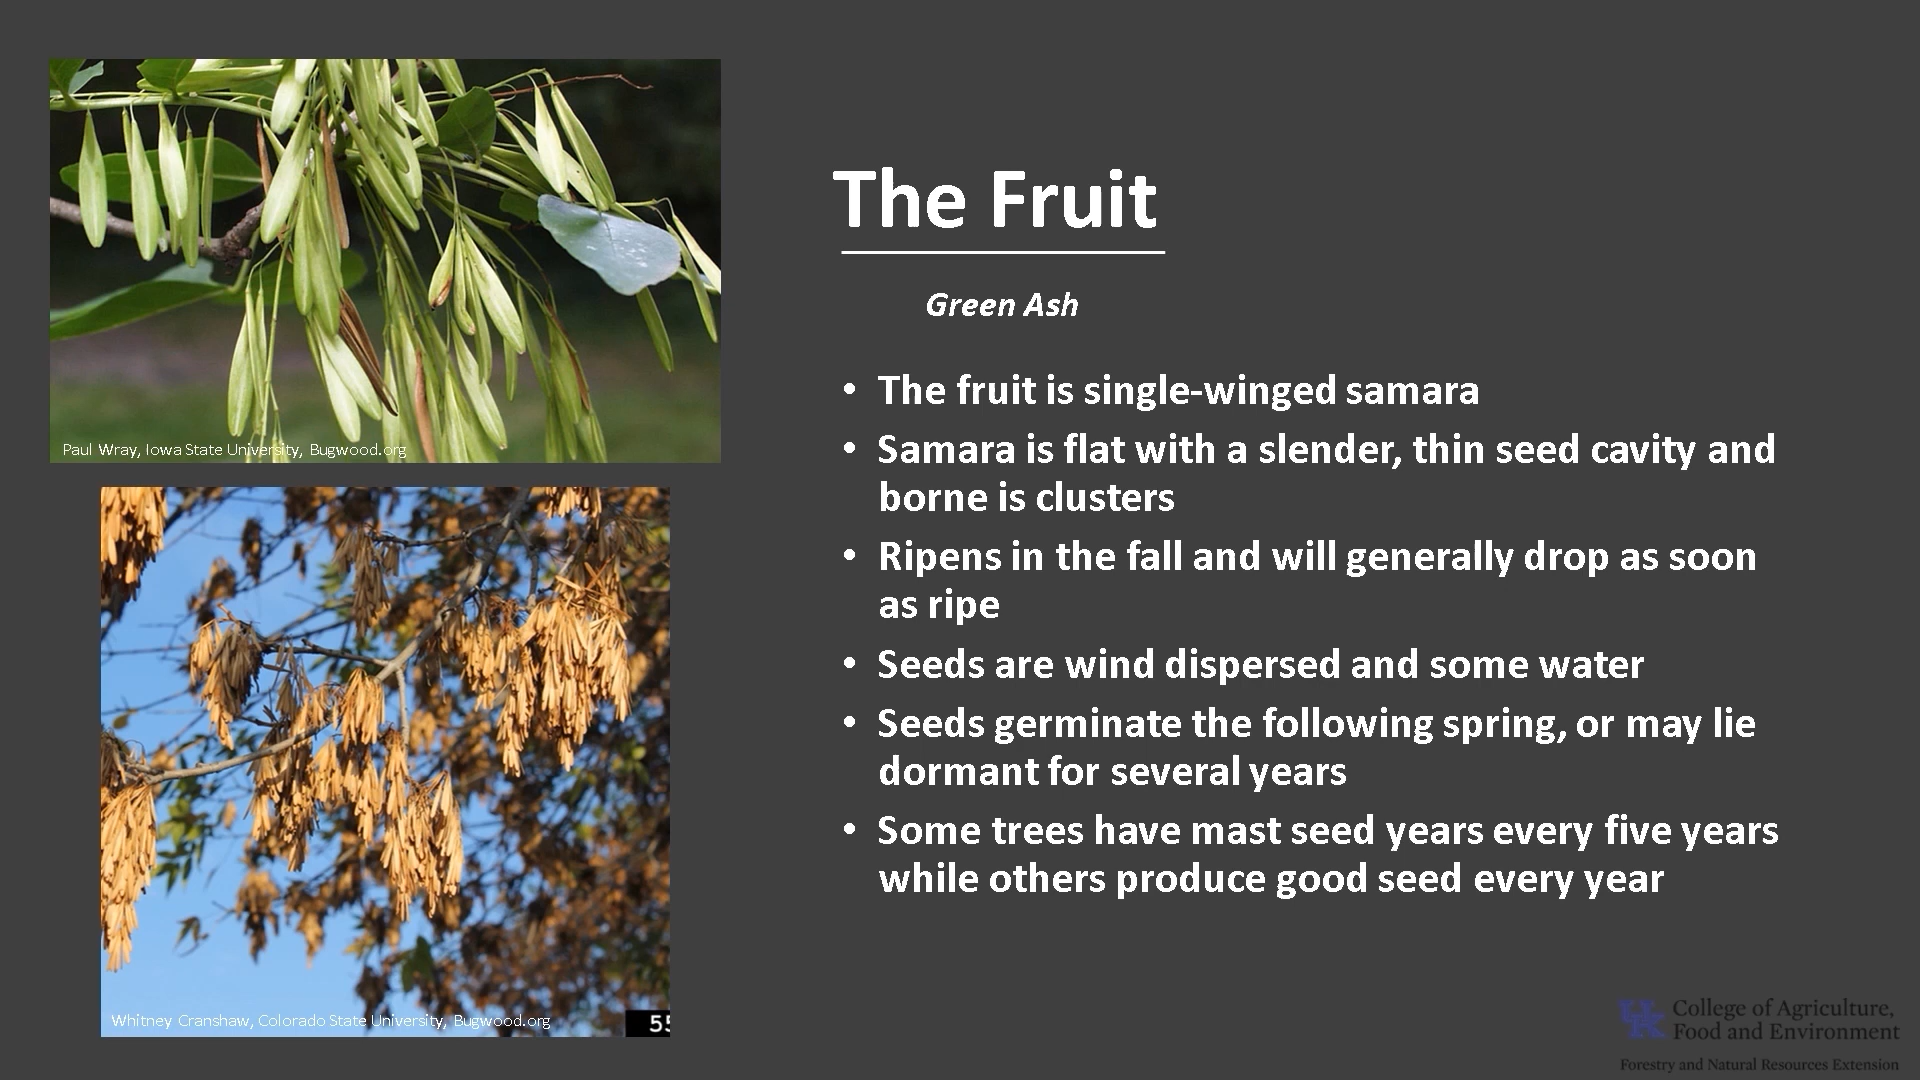 The Fruit
Green Ash
• The fruit is single-winged samara
• Samara is flat with a slender, thin seed cavity and
borne is clusters
• Ripens in the fall and will generally drop as soon
as ripe
• Seeds are wind dispersed and some water
• Seeds germinate the following spring, or may lie
dormant for several years
• Some trees have mast seed years every five years
while others produce good seed every year
Paul Wray, Iowa State University, Bugwood.org
Whitney Cranshaw, Colorado State University, Bugwood.org
UK College of Agriculture,
Food and Environment
Forestry and Natural Resources Extension